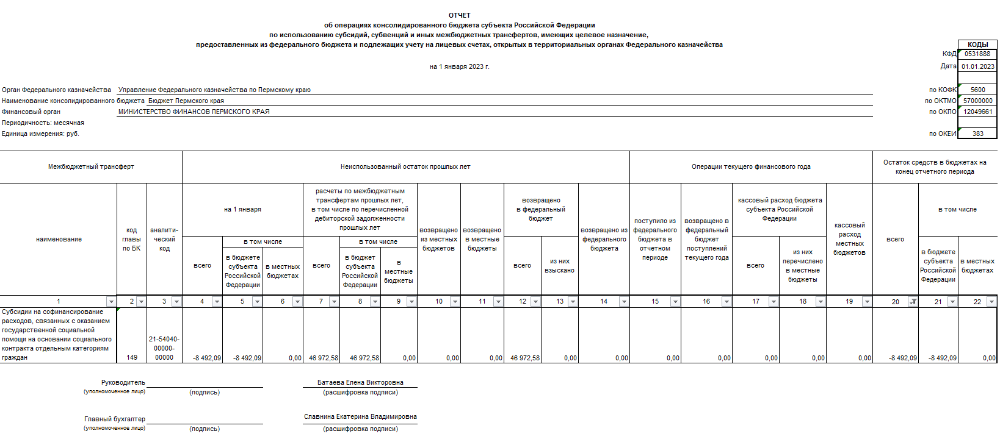 ОТЧЕТ
об операциях консолидированного бюджета субъекта Российской Федерации
по использованию субсидий, субвенций и иных межбюджетных трансфертов, имеющих целевое назначение,
предоставленных из федерального бюджета и подлежащих учету на лицевых счетах, открытых в территориальных органах Федерального казначейства
на 1 января 2023 г.
КОДЫ
КФД 0531888
Дата 01.01.2023
Орган Федерального казначейства Управление Федерального казначейства по Пермскому краю по КОФК 5600
Наименование консолидированного бюджета Бюджет Пермского края по ОКТМО 57000000
Финансовый орган МИНИСТЕРСТВО ФИНАНСОВ ПЕРМСКОГО КРАЯ по ОКПО 12049661
Периодичность: месячная
Единица измерения: руб. по ОКЕИ 383
Межбюджетный трансферт
Неиспользованный остаток прошлых лет
Операции текущего финансового года
Остаток средств в бюджетах на
конец отчетного периода
наименование
код
главы
по БК
аналити-
ческий
код
на 1 января
всего
в том числе
в бюджете
субъекта
Российской
Федерации
в местных
бюджетах
расчеты по межбюджетным
трансфертам прошлых лет,
в том числе по перечисленной
дебиторской задолженности
прошлых лет
всего
в том числе
в бюджет
субъекта
Российской
Федерации
в
местные
бюджеты
возвращено
из местных
бюджетов
возвращено
в местные
бюджеты
возвращено
в федеральный
бюджет
всего
из них
взыскано
возвращено из
федерального
бюджета
поступило из
федерального
бюджета в
отчетном
периоде
возвращено в
федеральный
бюджет
поступлений
текущего года
кассовый расход бюджета
субъекта Российской
Федерации
всего
из них
перечислено
в местные
бюджеты
кассовый
расход
местных
бюджетов
всего
в том числе
в бюджете
субъекта
Российской
Федерации
в местных
бюджетах
1 2 3 4 5 6 7 8 9 10 11 12 13 14 15 16 17 18 19 20 21 22
Субсидии на софинансирование
расходов, связанных с оказанием
государственной социальной
помощи на основании социального
контракта отдельным категориям
граждан
149
21-54040-
00000-
00000
-8 492,09 -8 492,09 0,00 46 972,58 46 972,58 0,00 0,00 0,00 46 972,58 0,00 0,00 0,00 0,00 0,00 0,00 0,00 -8 492,09 -8 492,09 0,00
Руководитель Батаева Елена Викторовна
(уполномоченное лицо) (подпись) (расшифровка подписи)
Главный бухгалтер Славнина Екатерина Владимировна
(уполномоченное лицо) (подпись) (расшифровка подписи)